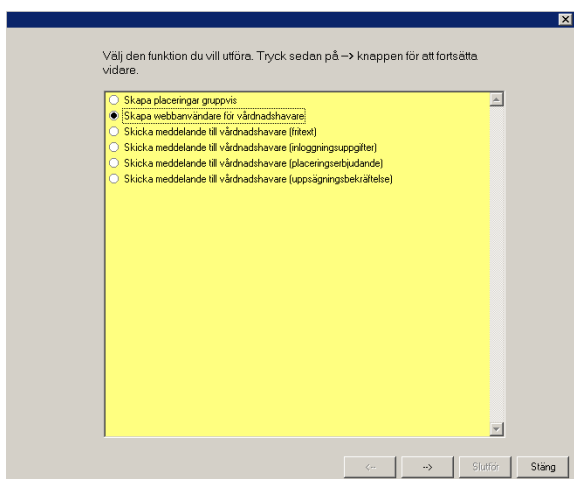 Välj den funktion du vill utföra. Tryck sedan på --> knappen för att fortsätta
vidare.
Skapa placeringar gruppvis
Skapa webbanvändare för vårdnadshavare
Skicka meddelande till vårdnadshavare (fritext)
Skicka meddelande till vårdnadshavare (inloggningsuppgifter)
Skicka meddelande till vårdnadshavare (placeringserbjudande)
Skicka meddelande till vårdnadshavare (uppsägningsbekräftelse)
<-- --> Slutför Stäng